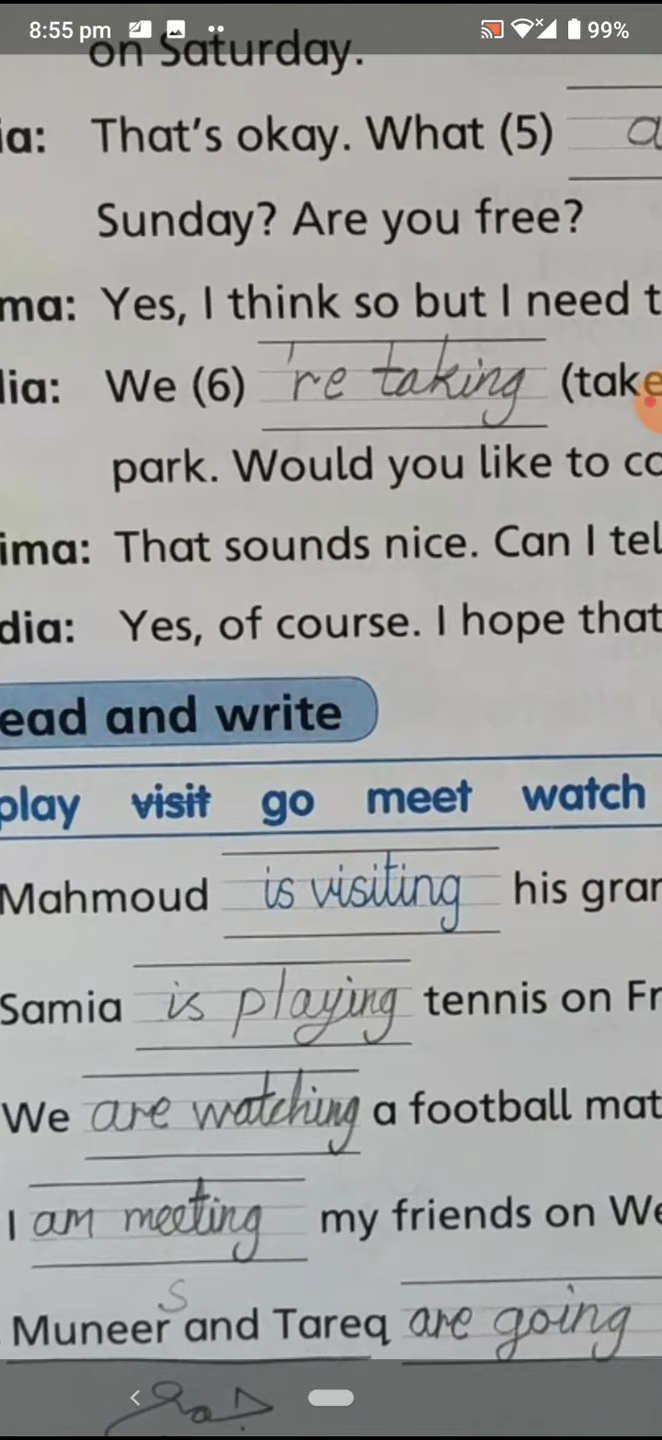 8:55 pm 99%
on Saturday.
ia: That's okay. What (5) a
Sunday? Are you free?
ma: Yes, I think so but I need t
lia: We (6) 're taking (take
park. Would you like to co
ima: That sounds nice. Can I tel
dia: Yes, of course. I hope that
ead and write
play visit go meet watch
Mahmoud is visiting his gran
Samia is playing tennis on Fr
We are watching a football mat
I am meeting my friends on We
s
Muneer and Tareq are going
جمع